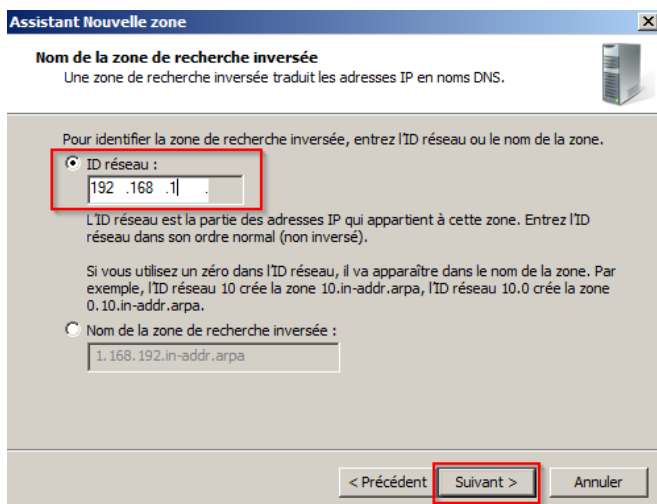 Assistant Nouvelle zone
Nom de la zone de recherche inversée
Une zone de recherche inversée traduit les adresses IP en noms DNS.
Pour identifier la zone de recherche inversée, entrez l'ID réseau ou le nom de la zone.
ID réseau :
192 .168 .1 .
L'ID réseau est la partie des adresses IP qui appartient à cette zone. Entrez l'ID
réseau dans son ordre normal (non inversé).
Si vous utilisez un zéro dans l'ID réseau, il va apparaître dans le nom de la zone. Par
exemple, l'ID réseau 10 crée la zone 10.in-addr.arpa, l'ID réseau 10.0 crée la zone
0.10.in-addr.arpa.
Nom de la zone de recherche inversée :
1.168.192.in-addr.arpa
< Précédent Suivant > Annuler